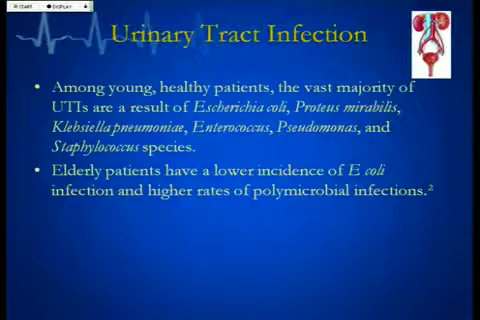 RESTART DISPLAY
Urinary Tract Infection
• Among young, healthy patients, the vast majority of
UTIs are a result of Escherichia coli, Proteus mirabilis,
Klebsiella pneumoniae, Enterococcus, Pseudomonas, and
Staphylococcus species.
• Elderly patients have a lower incidence of E coli
infection and higher rates of polymicrobial infections.²